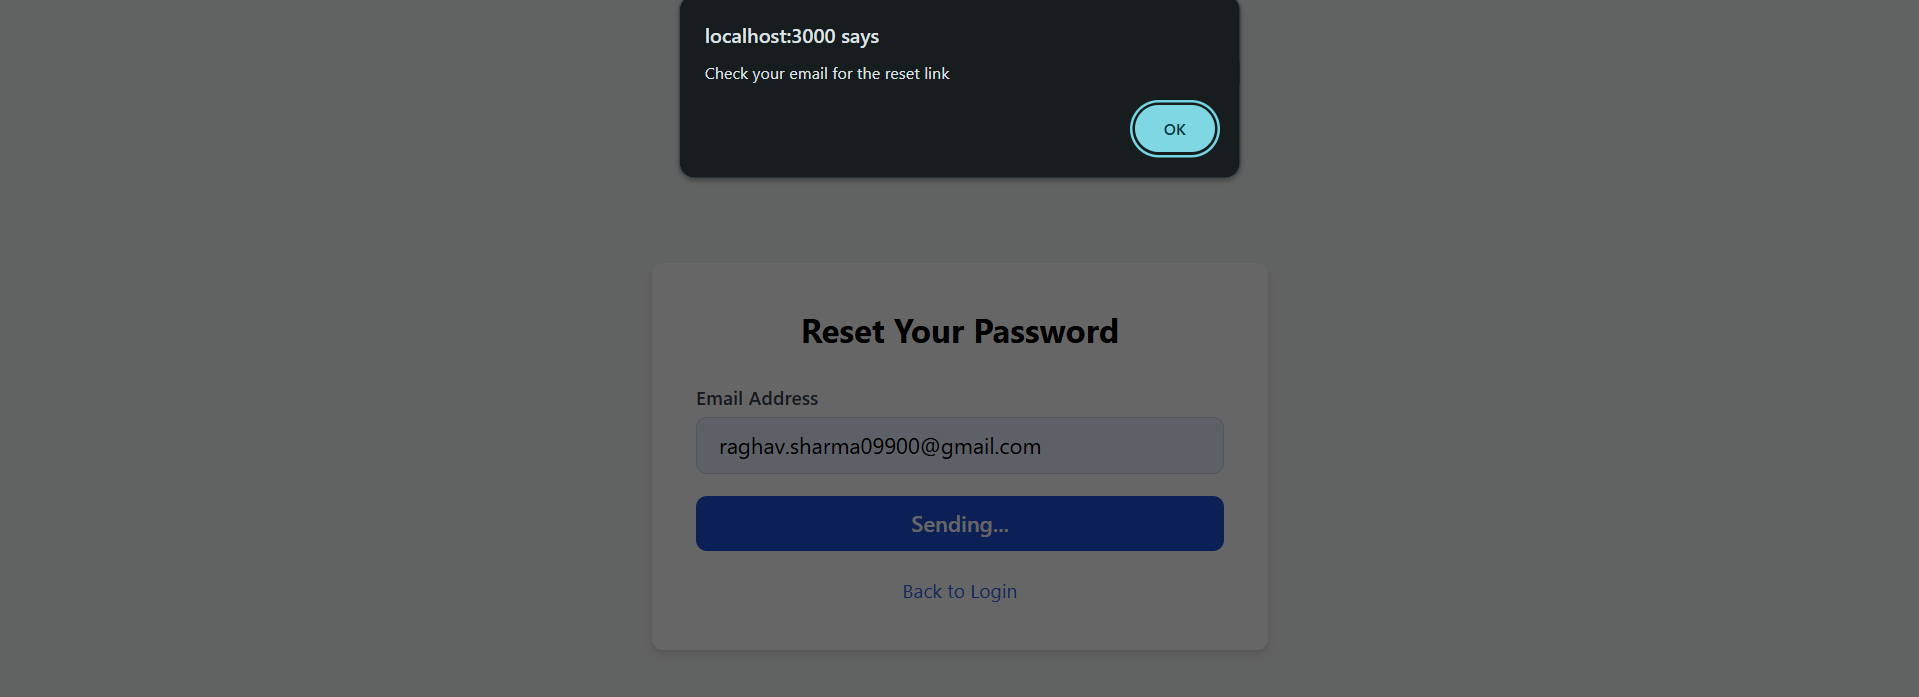 localhost:3000 says
Check your email for the reset link
OK
Reset Your Password
Email Address
raghav.sharma09900@gmail.com
Sending...
Back to Login